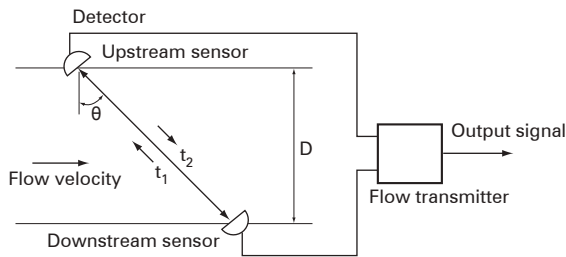 Detector
Upstream sensor
θ
t2
t1
D
Flow velocity
Downstream sensor
Output signal
Flow transmitter